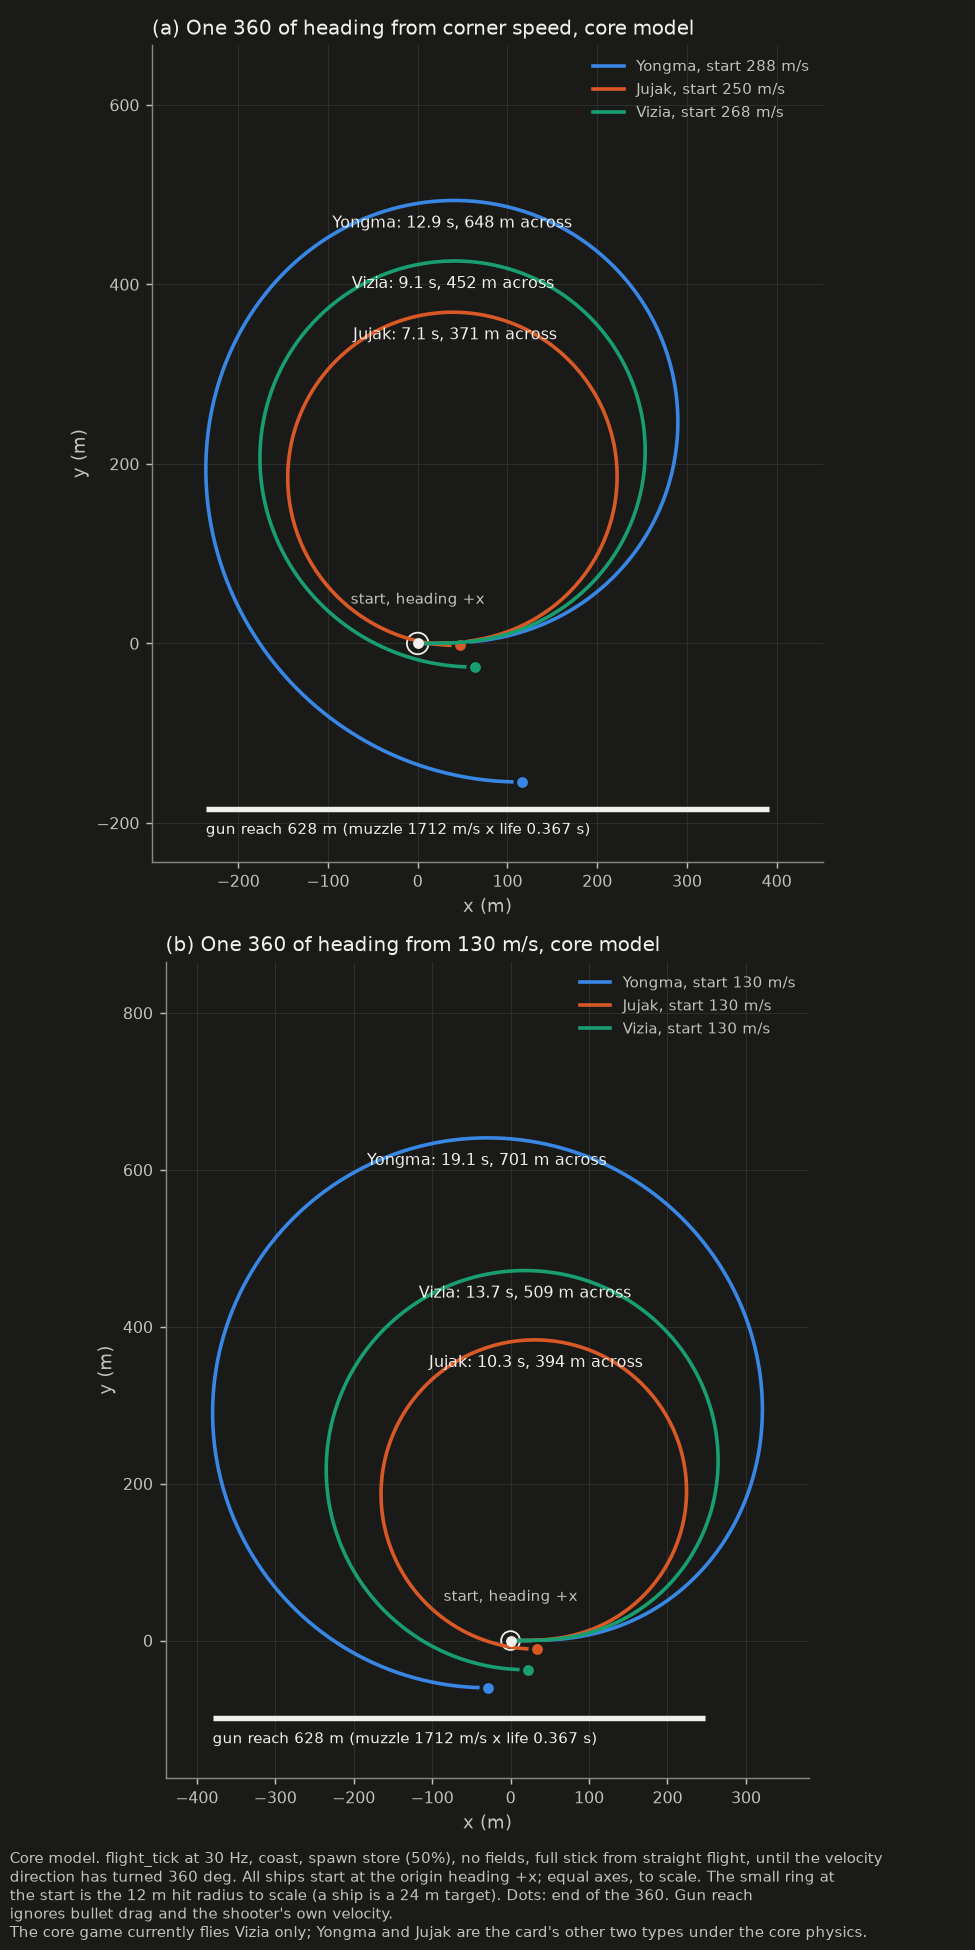 (a) One 360 of heading from corner speed, core model
Yongma, start 288 m/s
Jujak, start 250 m/s
Vizia, start 268 m/s
600
400
200
0
−200
y (m)
Yongma: 12.9 s, 648 m across
Vizia: 9.1 s, 452 m across
Jujak: 7.1 s, 371 m across
start, heading +x
gun reach 628 m (muzzle 1712 m/s x life 0.367 s)
−200 −100 0 100 200 300 400
x (m)
(b) One 360 of heading from 130 m/s, core model
Yongma, start 130 m/s
Jujak, start 130 m/s
Vizia, start 130 m/s
800
600
400
200
0
y (m)
Yongma: 19.1 s, 701 m across
Vizia: 13.7 s, 509 m across
Jujak: 10.3 s, 394 m across
start, heading +x
gun reach 628 m (muzzle 1712 m/s x life 0.367 s)
−400 −300 −200 −100 0 100 200 300
x (m)
Core model. flight_tick at 30 Hz, coast, spawn store (50%), no fields, full stick from straight flight, until the velocity
direction has turned 360 deg. All ships start at the origin heading +x; equal axes, to scale. The small ring at
the start is the 12 m hit radius to scale (a ship is a 24 m target). Dots: end of the 360. Gun reach
ignores bullet drag and the shooter's own velocity.
The core game currently flies Vizia only; Yongma and Jujak are the card's other two types under the core physics.